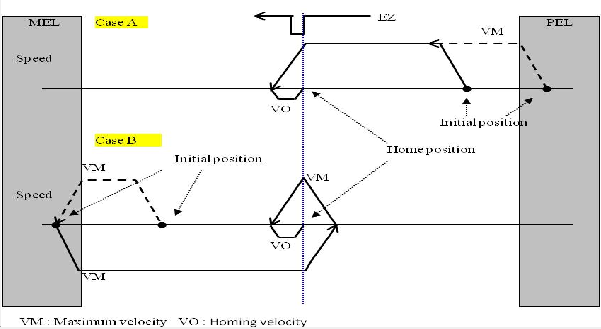 MEL Case A EZ PEL
VM
Speed
VO
Initial position
Case B
Home position
Initial position
VM
VM
Speed
VO
VM
VM : Maximum velocity VO : Homing velocity